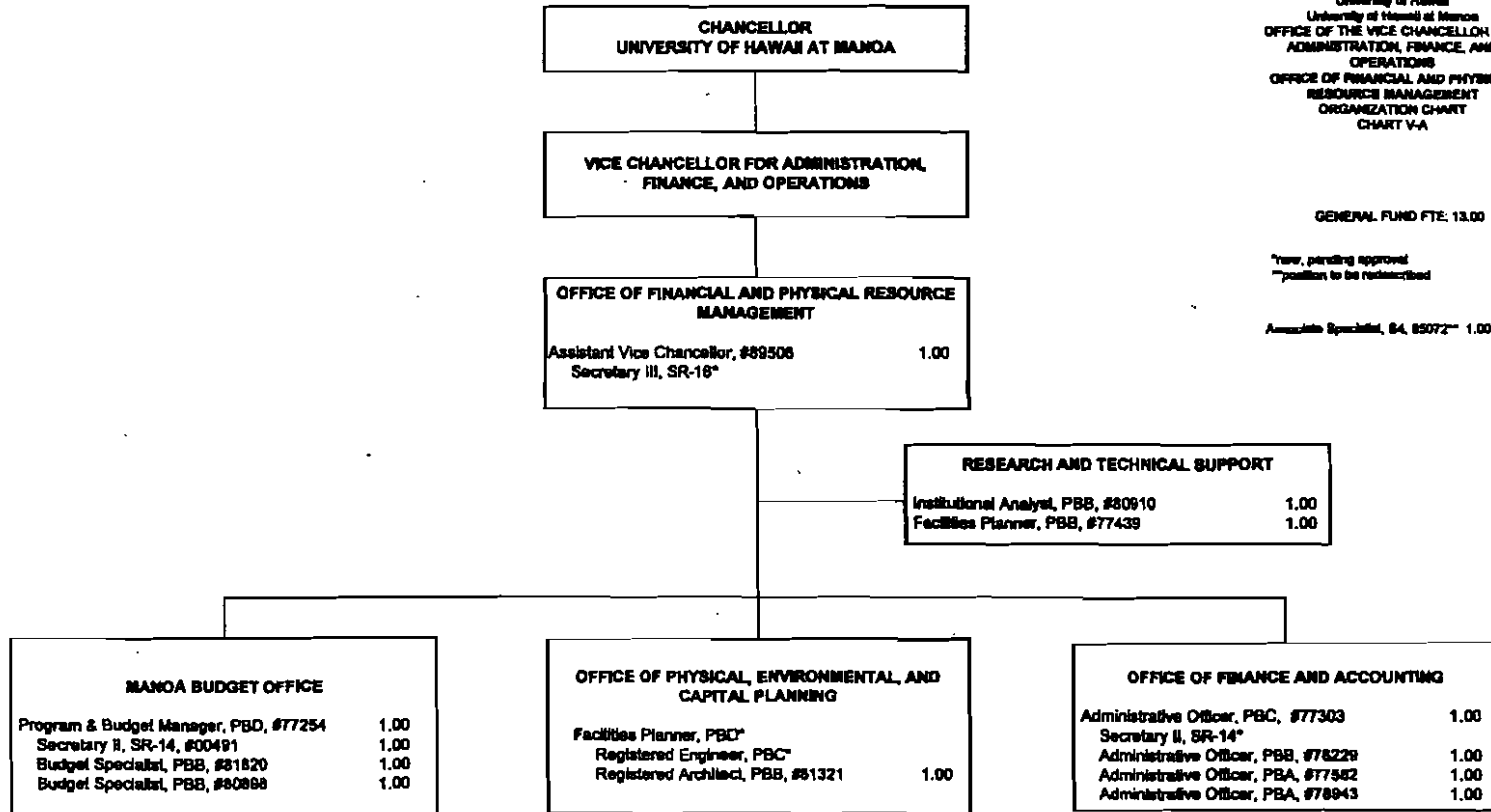 CHANCELLOR
UNIVERSITY OF HAWAII AT MANOA
University of Hawaii
University of Hawaii at Manoa
OFFICE OF THE VICE CHANCELLOR
ADMINISTRATION, FINANCE, AN
OPERATIONS
OFFICE OF FINANCIAL AND PHYSI
RESOURCE MANAGEMENT
ORGANIZATION CHART
CHART V-A
VICE CHANCELLOR FOR ADMINISTRATION,
FINANCE, AND OPERATIONS
GENERAL FUND FTE: 13.00
*new, pending approval
**position to be redescribed
OFFICE OF FINANCIAL AND PHYSICAL RESOURCE
MANAGEMENT
Assistant Vice Chancellor, #89506 1.00
Secretary III, SR-16*
Associate Specialist, S4, 85072** 1.00
RESEARCH AND TECHNICAL SUPPORT
Institutional Analyst, PBB, #80910 1.00
Facilities Planner, PBB, #77439 1.00
MANOA BUDGET OFFICE
Program & Budget Manager, PBD, #77254 1.00
Secretary II, SR-14, #00491 1.00
Budget Specialist, PBB, #81820 1.00
Budget Specialist, PBB, #80898 1.00
OFFICE OF PHYSICAL, ENVIRONMENTAL, AND
CAPITAL PLANNING
Facilities Planner, PBD*
Registered Engineer, PBC*
Registered Architect, PBB, #81321 1.00
OFFICE OF FINANCE AND ACCOUNTING
Administrative Officer, PBC, #77303 1.00
Secretary II, SR-14*
Administrative Officer, PBB, #78229 1.00
Administrative Officer, PBA, #77582 1.00
Administrative Officer, PBA, #78943 1.00